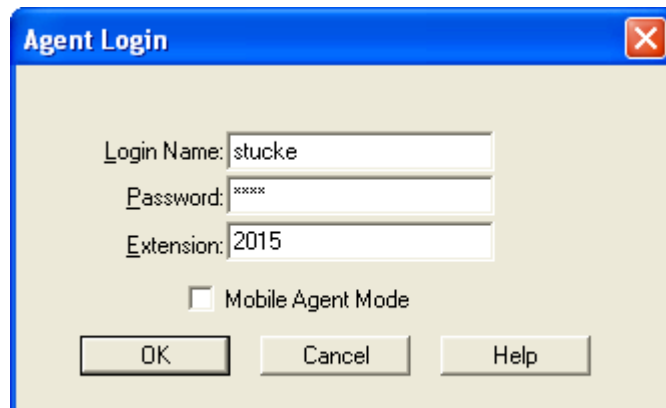 Agent Login
Login Name: stucke
Password: ****
Extension: 2015
Mobile Agent Mode
OK Cancel Help